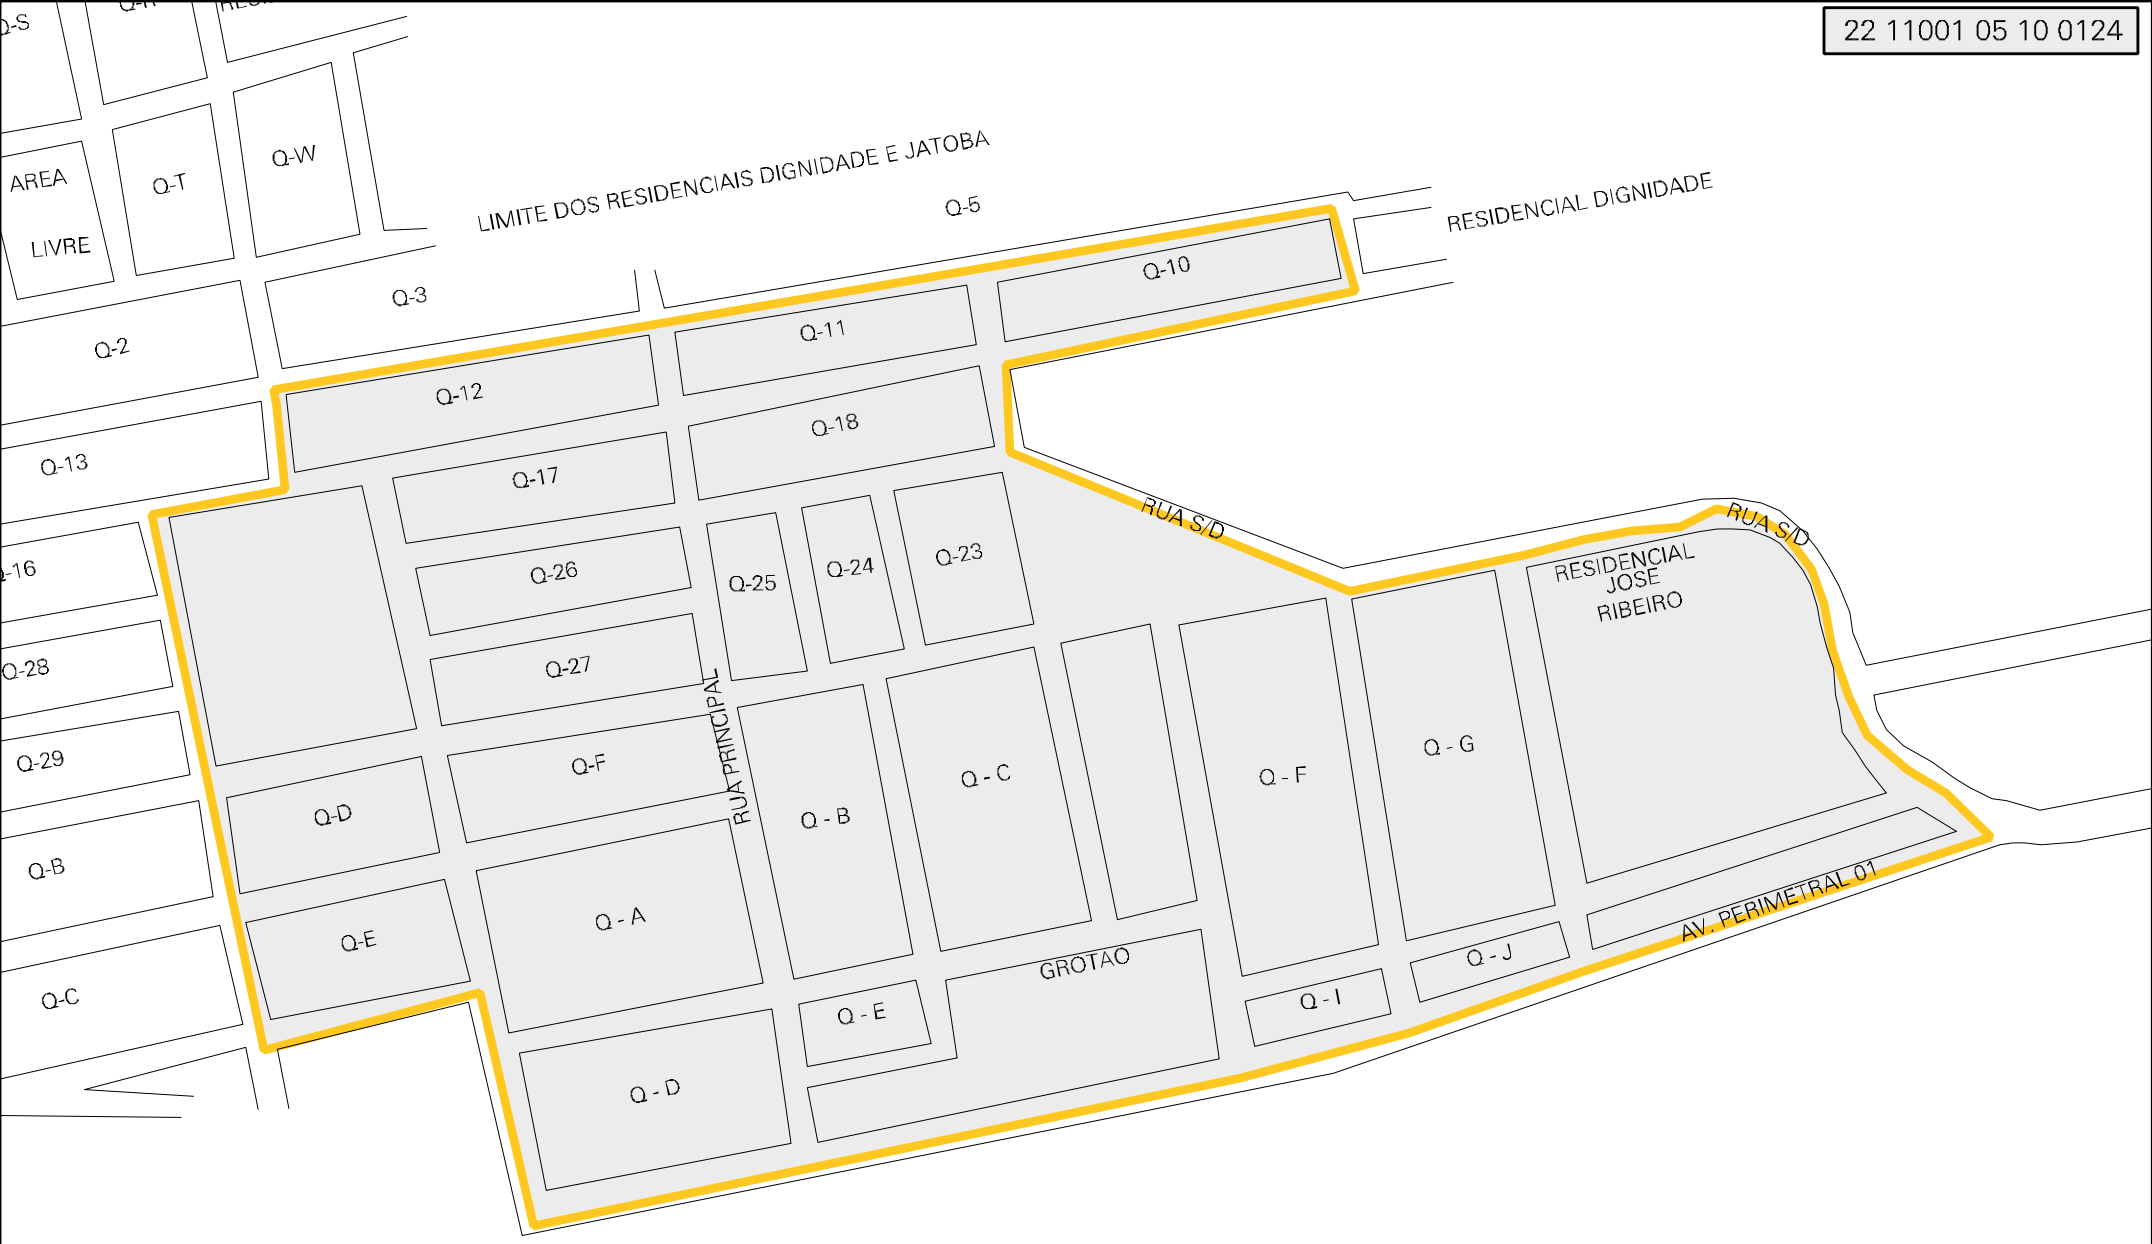 22 11001 05 10 0124
Q-W
Q-T
AREA
LIVRE
LIMITE DOS RESIDENCIAIS DIGNIDADE E JATOBA
RESIDENCIAL DIGNIDADE
Q-5
Q-10
Q-3
Q-11
Q-2
Q-12
Q-18
Q-13
Q-17
RUA S/D
RUA S/D
Q-26
Q-25
Q-24
Q-23
RESIDENCIAL
JOSE
RIBEIRO
Q-28
Q-27
Q-29
Q-F
RUA PRINCIPAL
Q - C
Q - F
Q - G
Q-D
Q - B
Q-B
Q-E
Q - A
AV. PERIMETRAL 01
GROTAO
Q - J
Q-C
Q - E
Q - I
Q - D